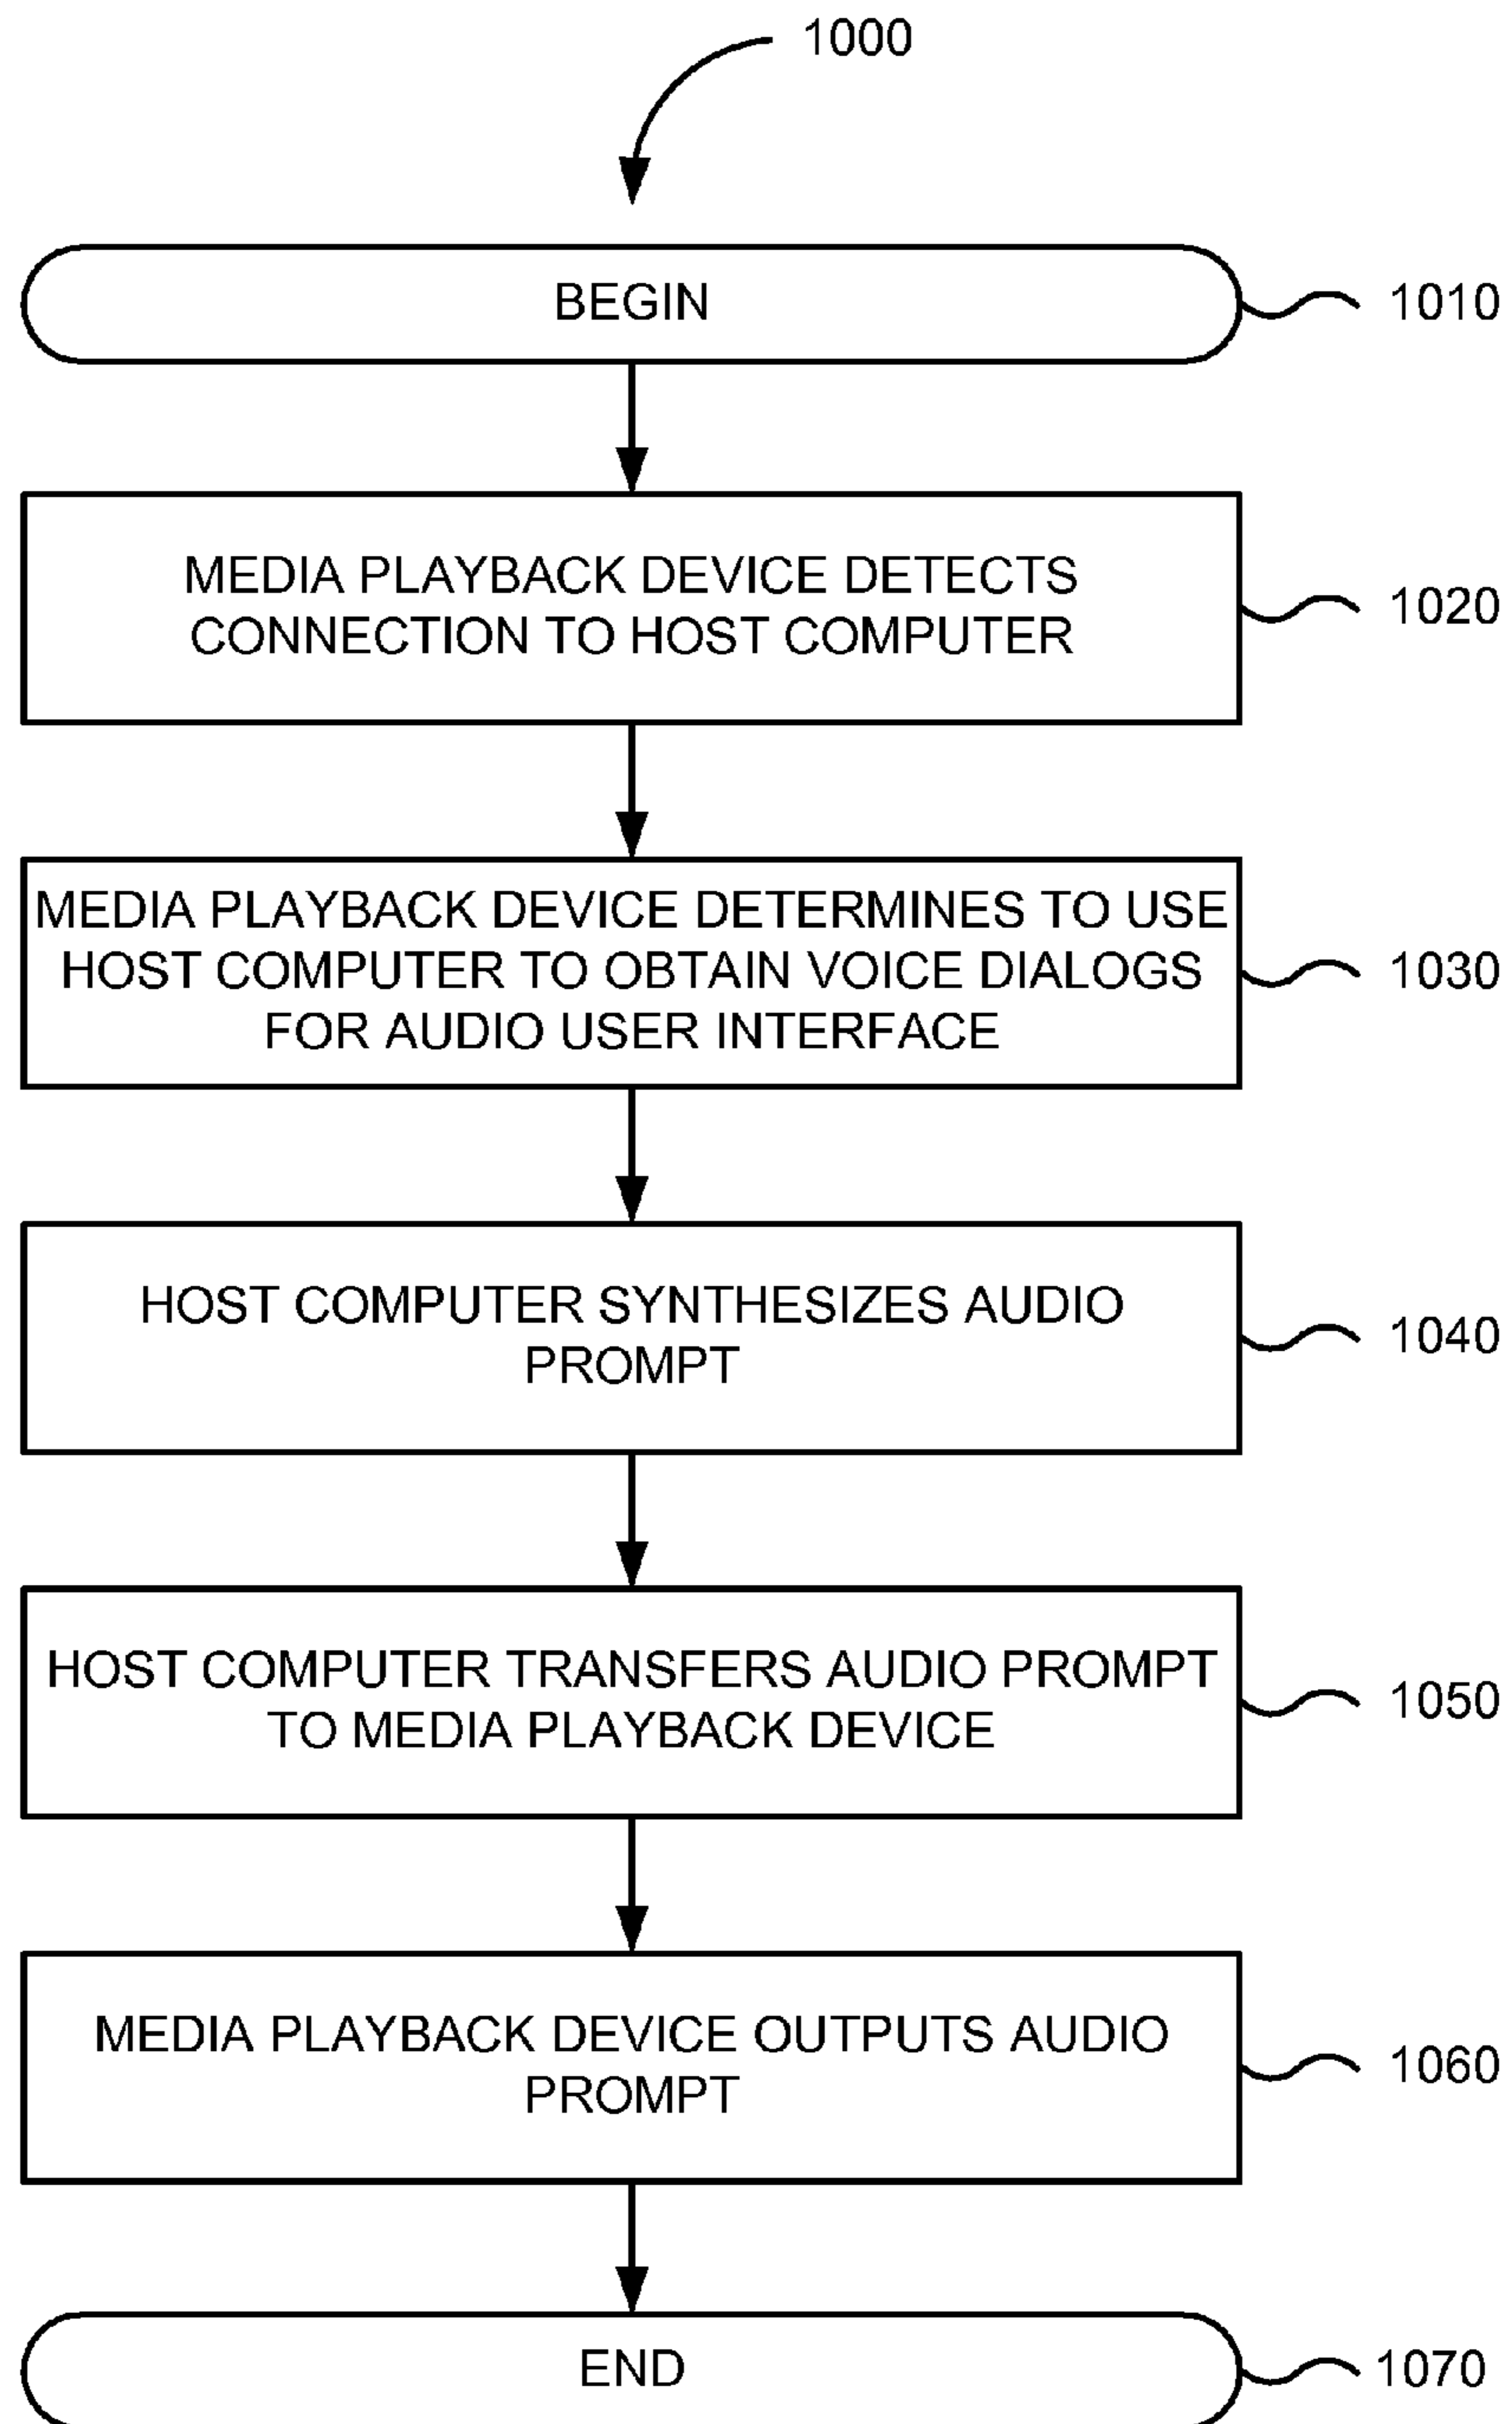 1000
BEGIN
1010
MEDIA PLAYBACK DEVICE DETECTS
CONNECTION TO HOST COMPUTER
1020
MEDIA PLAYBACK DEVICE DETERMINES TO USE
HOST COMPUTER TO OBTAIN VOICE DIALOGS
FOR AUDIO USER INTERFACE
1030
HOST COMPUTER SYNTHESIZES AUDIO
PROMPT
1040
HOST COMPUTER TRANSFERS AUDIO PROMPT
TO MEDIA PLAYBACK DEVICE
1050
MEDIA PLAYBACK DEVICE OUTPUTS AUDIO
PROMPT
1060
END
1070